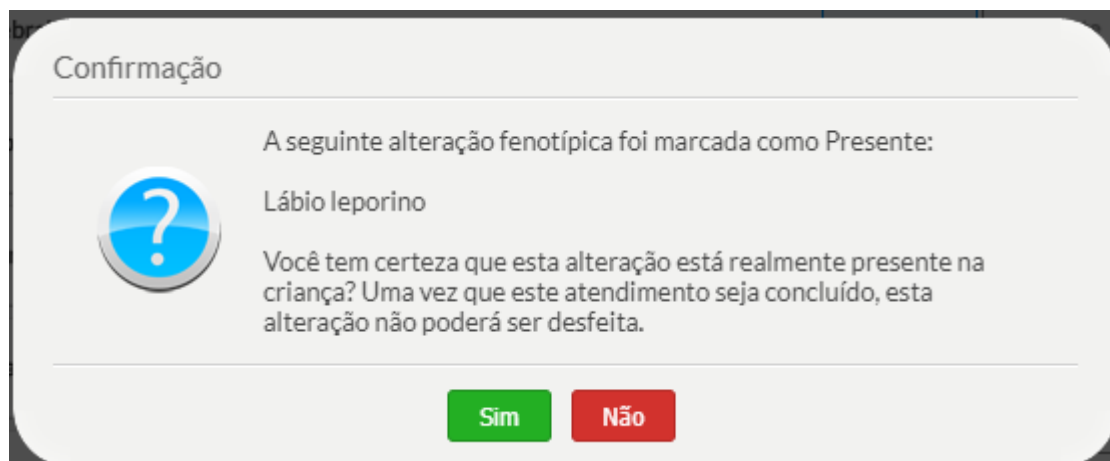 Confirmação
A seguinte alteração fenotípica foi marcada como Presente:
Lábio leporino
Você tem certeza que esta alteração está realmente presente na
criança? Uma vez que este atendimento seja concluído, esta
alteração não poderá ser desfeita.
Sim Não